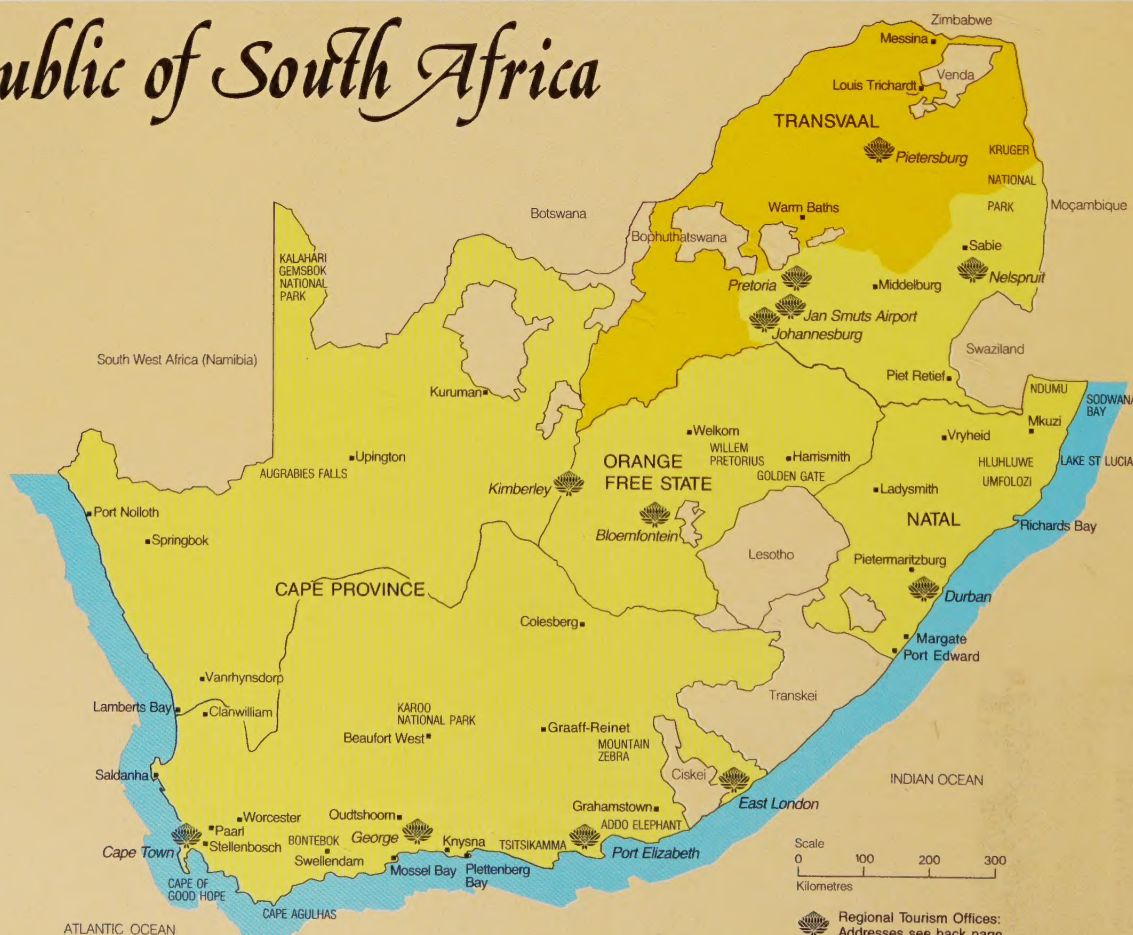 ublic of South Africa
Zimbabwe
Messina
Venda
Louis Trichardt
TRANSVAAL
Pietersburg
KRUGER
NATIONAL
PARK
Moçambique
Botswana
Warm Baths
Bophuthatswana
Sabie
KALAHARI
GEMSBOK
NATIONAL
PARK
Pretoria
Middelburg
Nelspruit
Jan Smuts Airport
Johannesburg
South West Africa (Namibia)
Swaziland
Piet Retief
Kuruman
NDUMU
SODWANA
BAY
Mkuzi
Welkom
Vryheid
WILLEM
PRETORIUS
Harrismith
Upington
AUGRABIES FALLS
ORANGE
FREE STATE
GOLDEN GATE
HLUHLUWE
LAKE ST LUCIA
UMFOLOZI
Kimberley
Ladysmith
Port Nolloth
Bloemfontein
NATAL
Richards Bay
Springbok
Lesotho
Pietermaritzburg
CAPE PROVINCE
Durban
Colesberg
Margate
Port Edward
Vanrhynsdorp
Transkei
Lamberts Bay
Clanwilliam
KAROO
NATIONAL PARK
Graaff-Reinet
Beaufort West
MOUNTAIN
ZEBRA
Saldanha
Ciskei
INDIAN OCEAN
East London
Grahamstown
Worcester
Oudtshoorn
ADDO ELEPHANT
Paarl
George
Stellenbosch
BONTEBOK
Knysna
TSITSIKAMMA
Cape Town
Swellendam
Port Elizabeth
Mossel Bay
Plettenberg
Bay
CAPE OF
GOOD HOPE
CAPE AGULHAS
ATLANTIC OCEAN
Scale
0 100 200 300
Kilometres
Regional Tourism Offices:
Addresses see back page